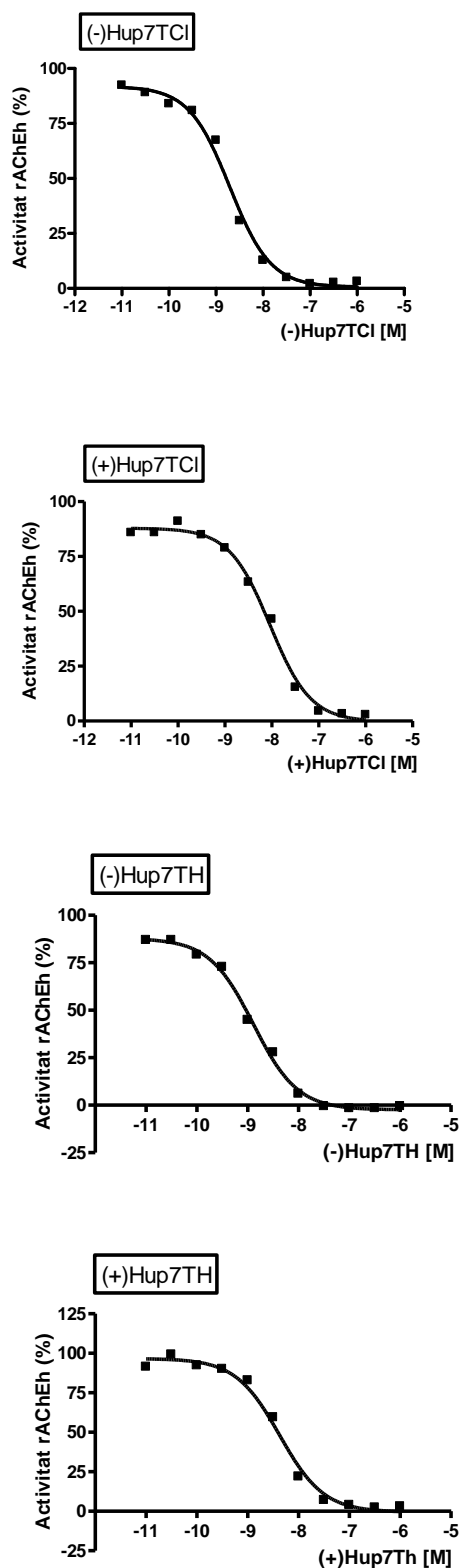 (-)Hup7TCl
Activitat rAChEh (%)
100
75
50
25
0
-12 -11 -10 -9 -8 -7 -6 -5
(-)Hup7TCl [M]
(+)Hup7TCl
Activitat rAChEh (%)
100
75
50
25
0
-12 -11 -10 -9 -8 -7 -6 -5
(+)Hup7TCl [M]
(-)Hup7TH
Activitat rAChEh (%)
100
75
50
25
0
-25
-11 -10 -9 -8 -7 -6 -5
(-)Hup7TH [M]
(+)Hup7TH
Activitat rAChEh (%)
125
100
75
50
25
0
-25
-11 -10 -9 -8 -7 -6 -5
(+)Hup7Th [M]